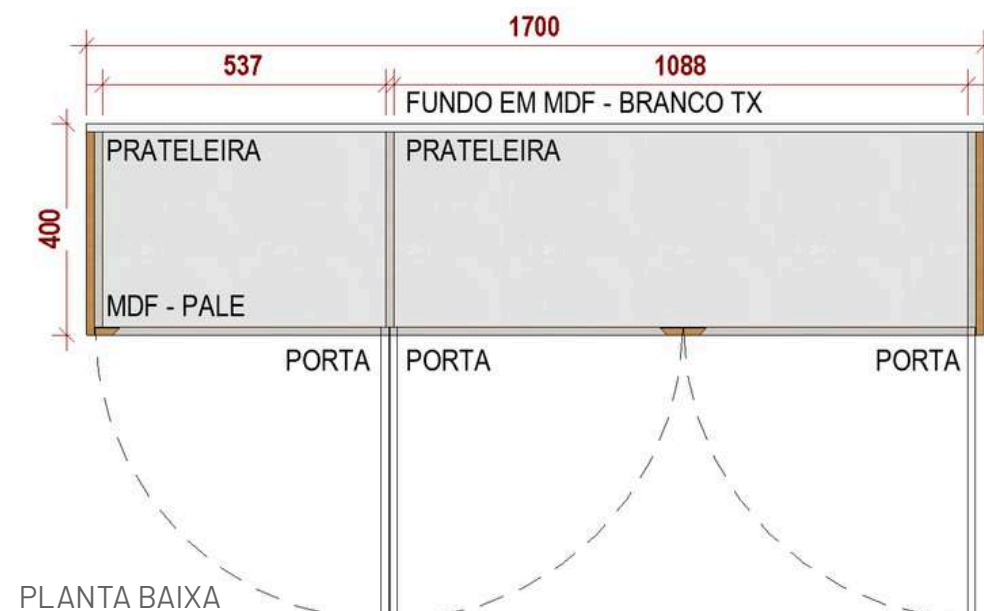 1700
537
1088
FUNDO EM MDF - BRANCO TX
PRATELEIRA
PRATELEIRA
400
MDF - PALE
PORTA
PORTA
PORTA
PLANTA BAIXA